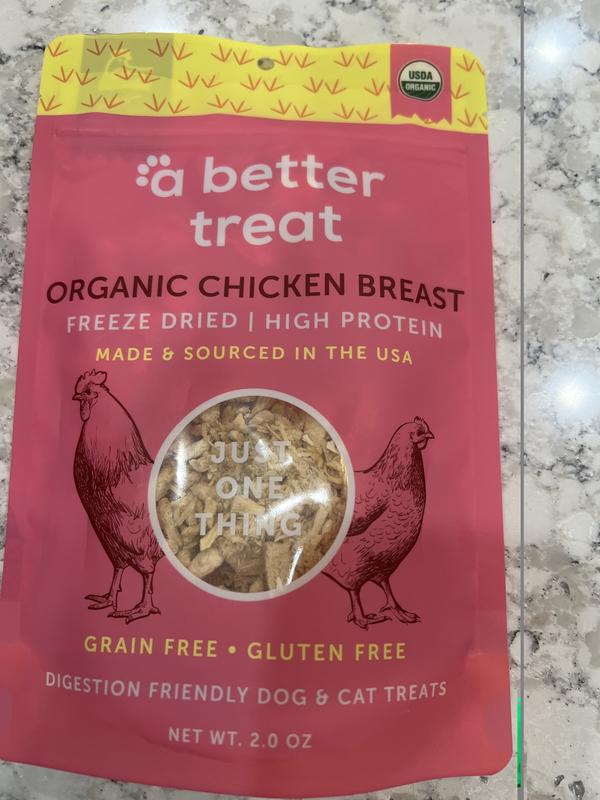 USDA
ORGANIC
a better
treat
ORGANIC CHICKEN BREAST
FREEZE DRIED | HIGH PROTEIN
MADE & SOURCED IN THE USA
JUST
ONE
THING
GRAIN FREE • GLUTEN FREE
DIGESTION FRIENDLY DOG & CAT TREATS
NET WT. 2.0 OZ